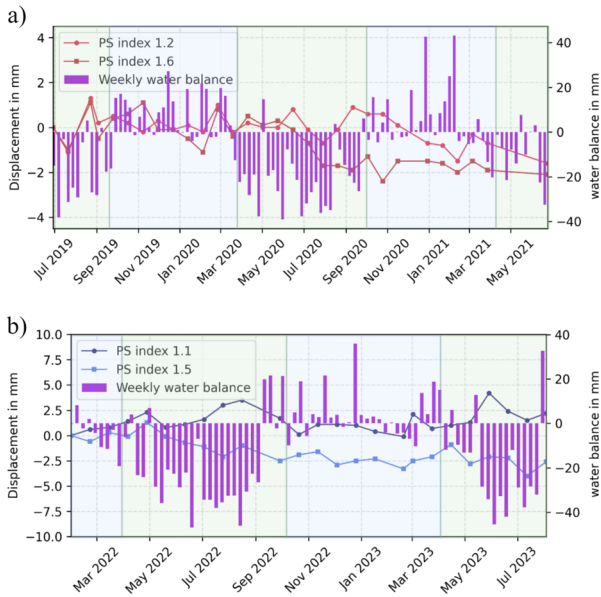 a)
PS index 1.2
PS index 1.6
Weekly water balance
Displacement in mm
4
2
0
−2
−4
water balance in mm
40
20
0
−20
−40
Jul 2019
Sep 2019
Nov 2019
Jan 2020
Mar 2020
May 2020
Jul 2020
Sep 2020
Nov 2020
Jan 2021
Mar 2021
May 2021
b)
PS index 1.1
PS index 1.5
Weekly water balance
Displacement in mm
10.0
7.5
5.0
2.5
0.0
−2.5
−5.0
−7.5
−10.0
water balance in mm
40
20
0
−20
−40
Mar 2022
May 2022
Jul 2022
Sep 2022
Nov 2022
Jan 2023
Mar 2023
May 2023
Jul 2023